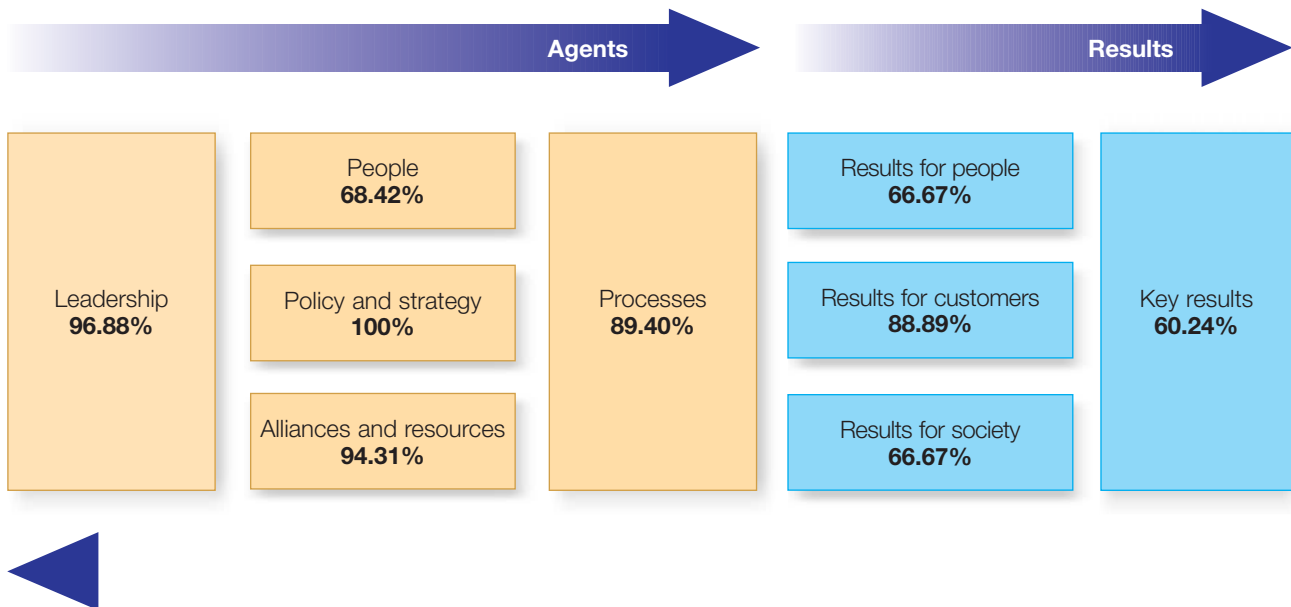 Agents
Results
Leadership
96.88%
People
68.42%
Policy and strategy
100%
Alliances and resources
94.31%
Processes
89.40%
Results for people
66.67%
Results for customers
88.89%
Results for society
66.67%
Key results
60.24%